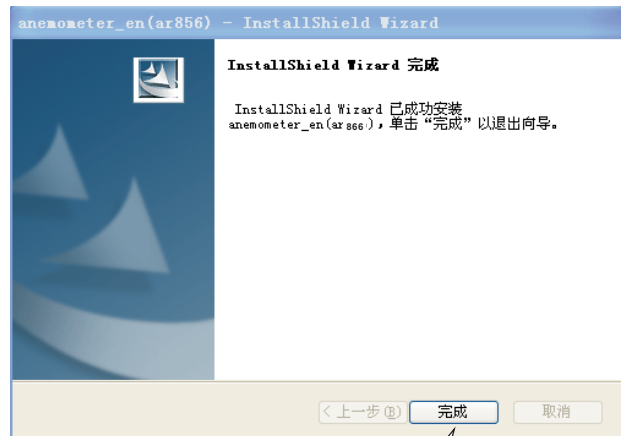 anemometer_en(ar856) - InstallShield Wizard
InstallShield Wizard 完成
InstallShield Wizard 已成功安装
anemometer_en(ar866)，单击“完成”以退出向导。
<上一步(B)
完成
取消